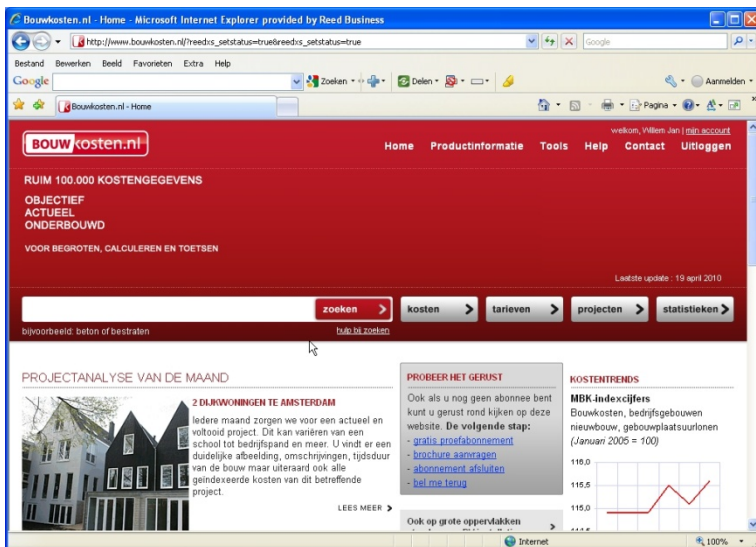 Bouwkosten.nl - Home - Microsoft Internet Explorer provided by Reed Business
http://www.bouwkosten.nl/?reedxs_setstatus=true&reedxs_setstatus=true
Google
Bestand Bewerken Beeld Favorieten Extra Help
Google Zoeken Delen Aanmelden
Bouwkosten.nl - Home Pagina
welkom, Willem Jan | min account
BOUWkosten.nl
Home Productinformatie Tools Help Contact Uitloggen
RUIM 100.000 KOSTENGEGEVENS
OBJECTIEF
ACTUEEL
ONDERBOUWD
VOOR BEGROTEN, CALCULEREN EN TOETSEN
Laatste update : 19 april 2010
zoeken kosten tarieven projecten statistieken
bijvoorbeeld: beton of bestraten hulp bij zoeken
PROJECTANALYSE VAN DE MAAND
2 DIJKWONINGEN TE AMSTERDAM
Iedere maand zorgen we voor een actueel en
voltooid project. Dit kan variëren van een
school tot bedrijfspand en meer. U vindt er een
duidelijke afbeelding, omschrijvingen, tijdsduur
van de bouw maar uiteraard ook alle
geïndexeerde kosten van dit betreffende
project.
LEES MEER
PROBEER HET GERUST
Ook als u nog geen abonnee bent
kunt u gerust rond kijken op deze
website. De volgende stap:
- gratis proefabonnement
- brochure aanvragen
- abonnement afsluiten
- bel me terug
Ook op grote oppervlakken
KOSTENTRENDS
MBK-indexcijfers
Bouwkosten, bedrijfsgebouwen
nieuwbouw, gebouwplaatsuurlonen
(Januari 2005 = 100)
116,0
115,5
115,0
Internet 100%